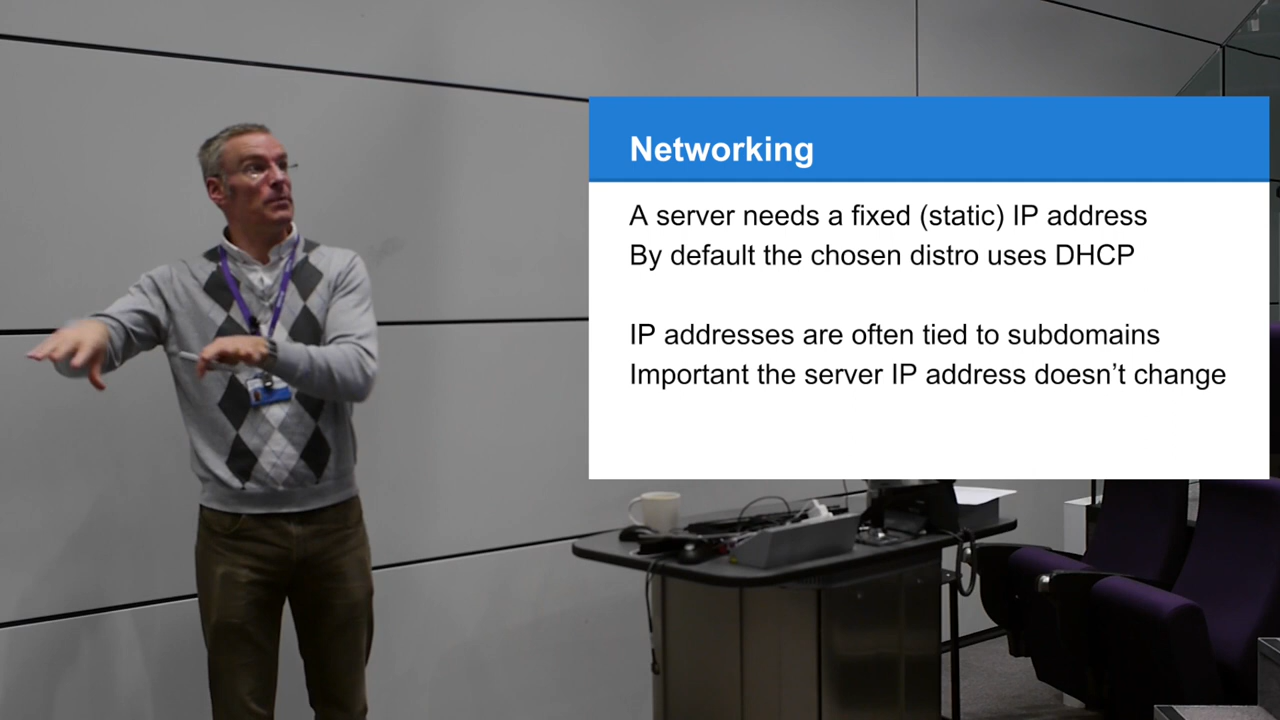 Networking
A server needs a fixed (static) IP address
By default the chosen distro uses DHCP
IP addresses are often tied to subdomains
Important the server IP address doesn't change